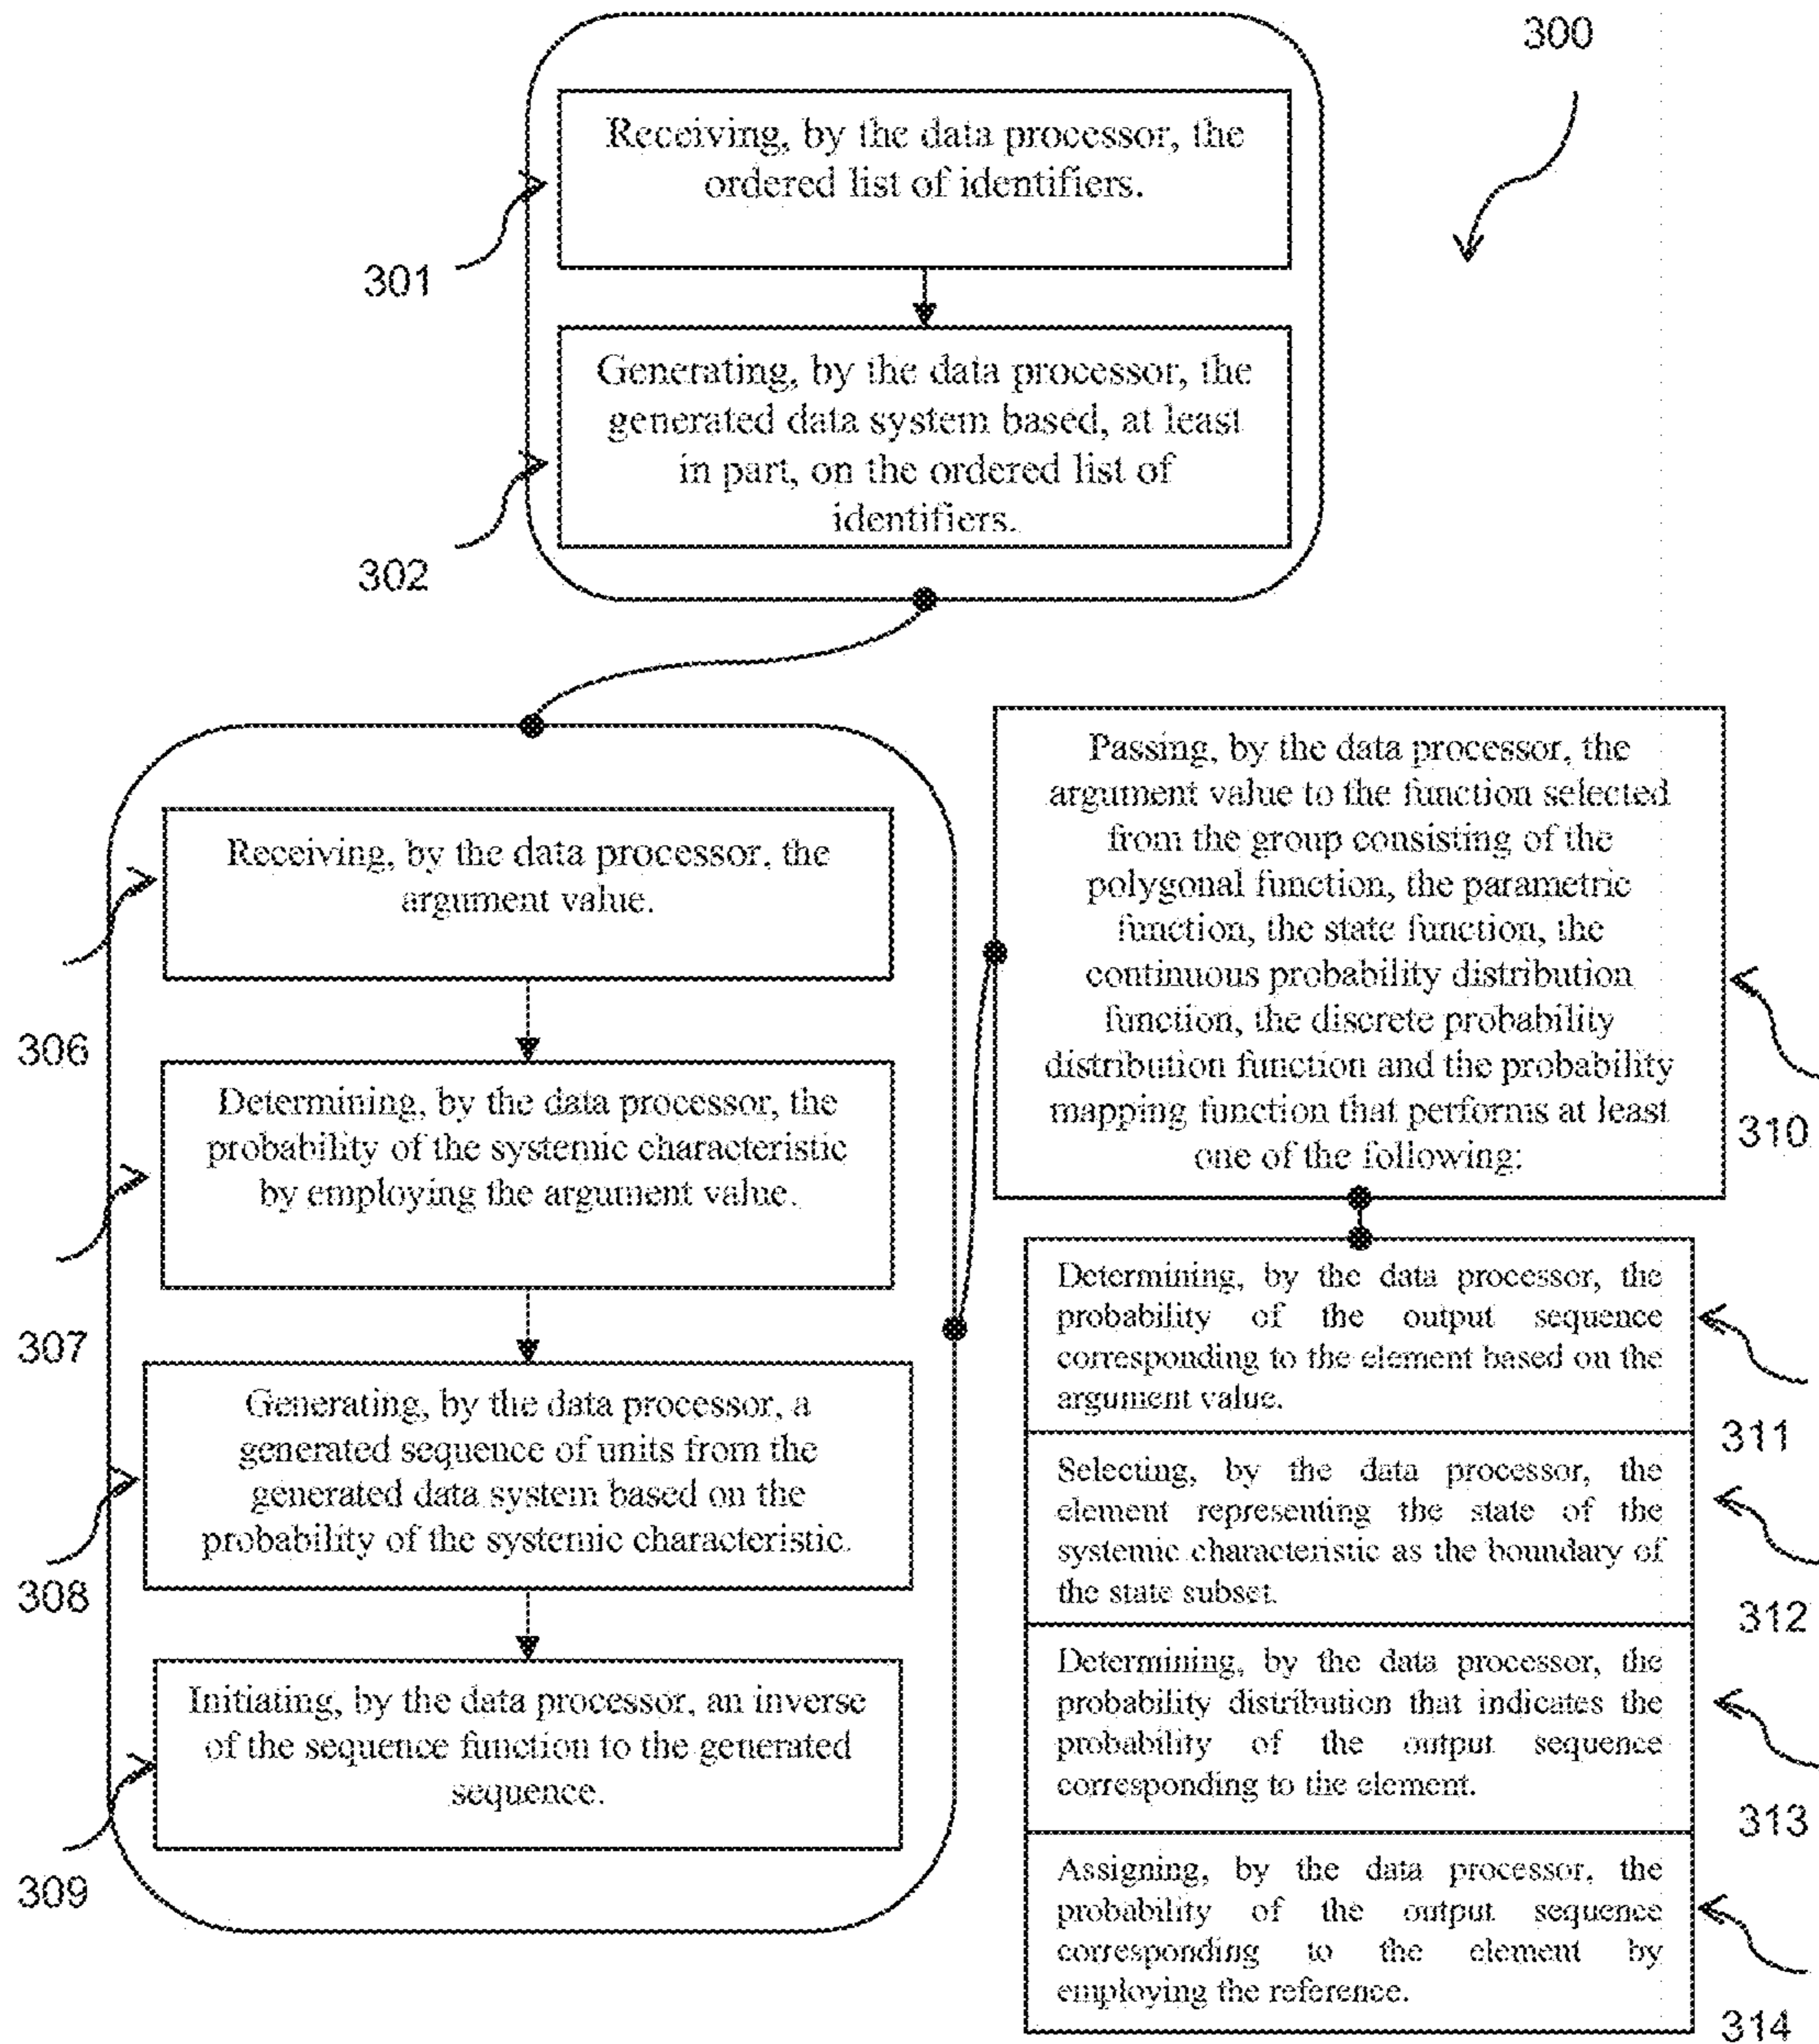 300
Receiving, by the data processor, the
ordered list of identifiers.
301
Generating, by the data processor, the
generated data system based, at least
in part, on the ordered list of
identifiers.
302
Receiving, by the data processor, the
argument value.
306
Determining, by the data processor, the
probability of the systemic characteristic
by employing the argument value.
307
Generating, by the data processor, a
generated sequence of units from the
generated data system based on the
probability of the systemic characteristic.
308
Initiating, by the data processor, an inverse
of the sequence function to the generated
sequence.
309
Passing, by the data processor, the
argument value to the function selected
from the group consisting of the
polygonal function, the parametric
function, the state function, the
continuous probability distribution
function, the discrete probability
distribution function and the probability
mapping function that performs at least
one of the following:
310
Determining, by the data processor, the
probability of the output sequence
corresponding to the element based on the
argument value.
311
Selecting, by the data processor, the
element representing the state of the
systemic characteristic as the boundary of
the state subset.
312
Determining, by the data processor, the
probability distribution that indicates the
probability of the output sequence
corresponding to the element.
313
Assigning, by the data processor, the
probability of the output sequence
corresponding to the element by
employing the reference.
314